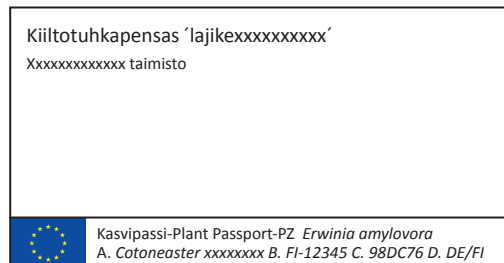 Kiiltotuhkapensas ´lajikexxxxxxxxxx´
Xxxxxxxxxxxxx taimisto
Kasvipassi-Plant Passport-PZ Erwinia amylovora
A. Cotoneaster xxxxxxxx B. FI-12345 C. 98DC76 D. DE/FI